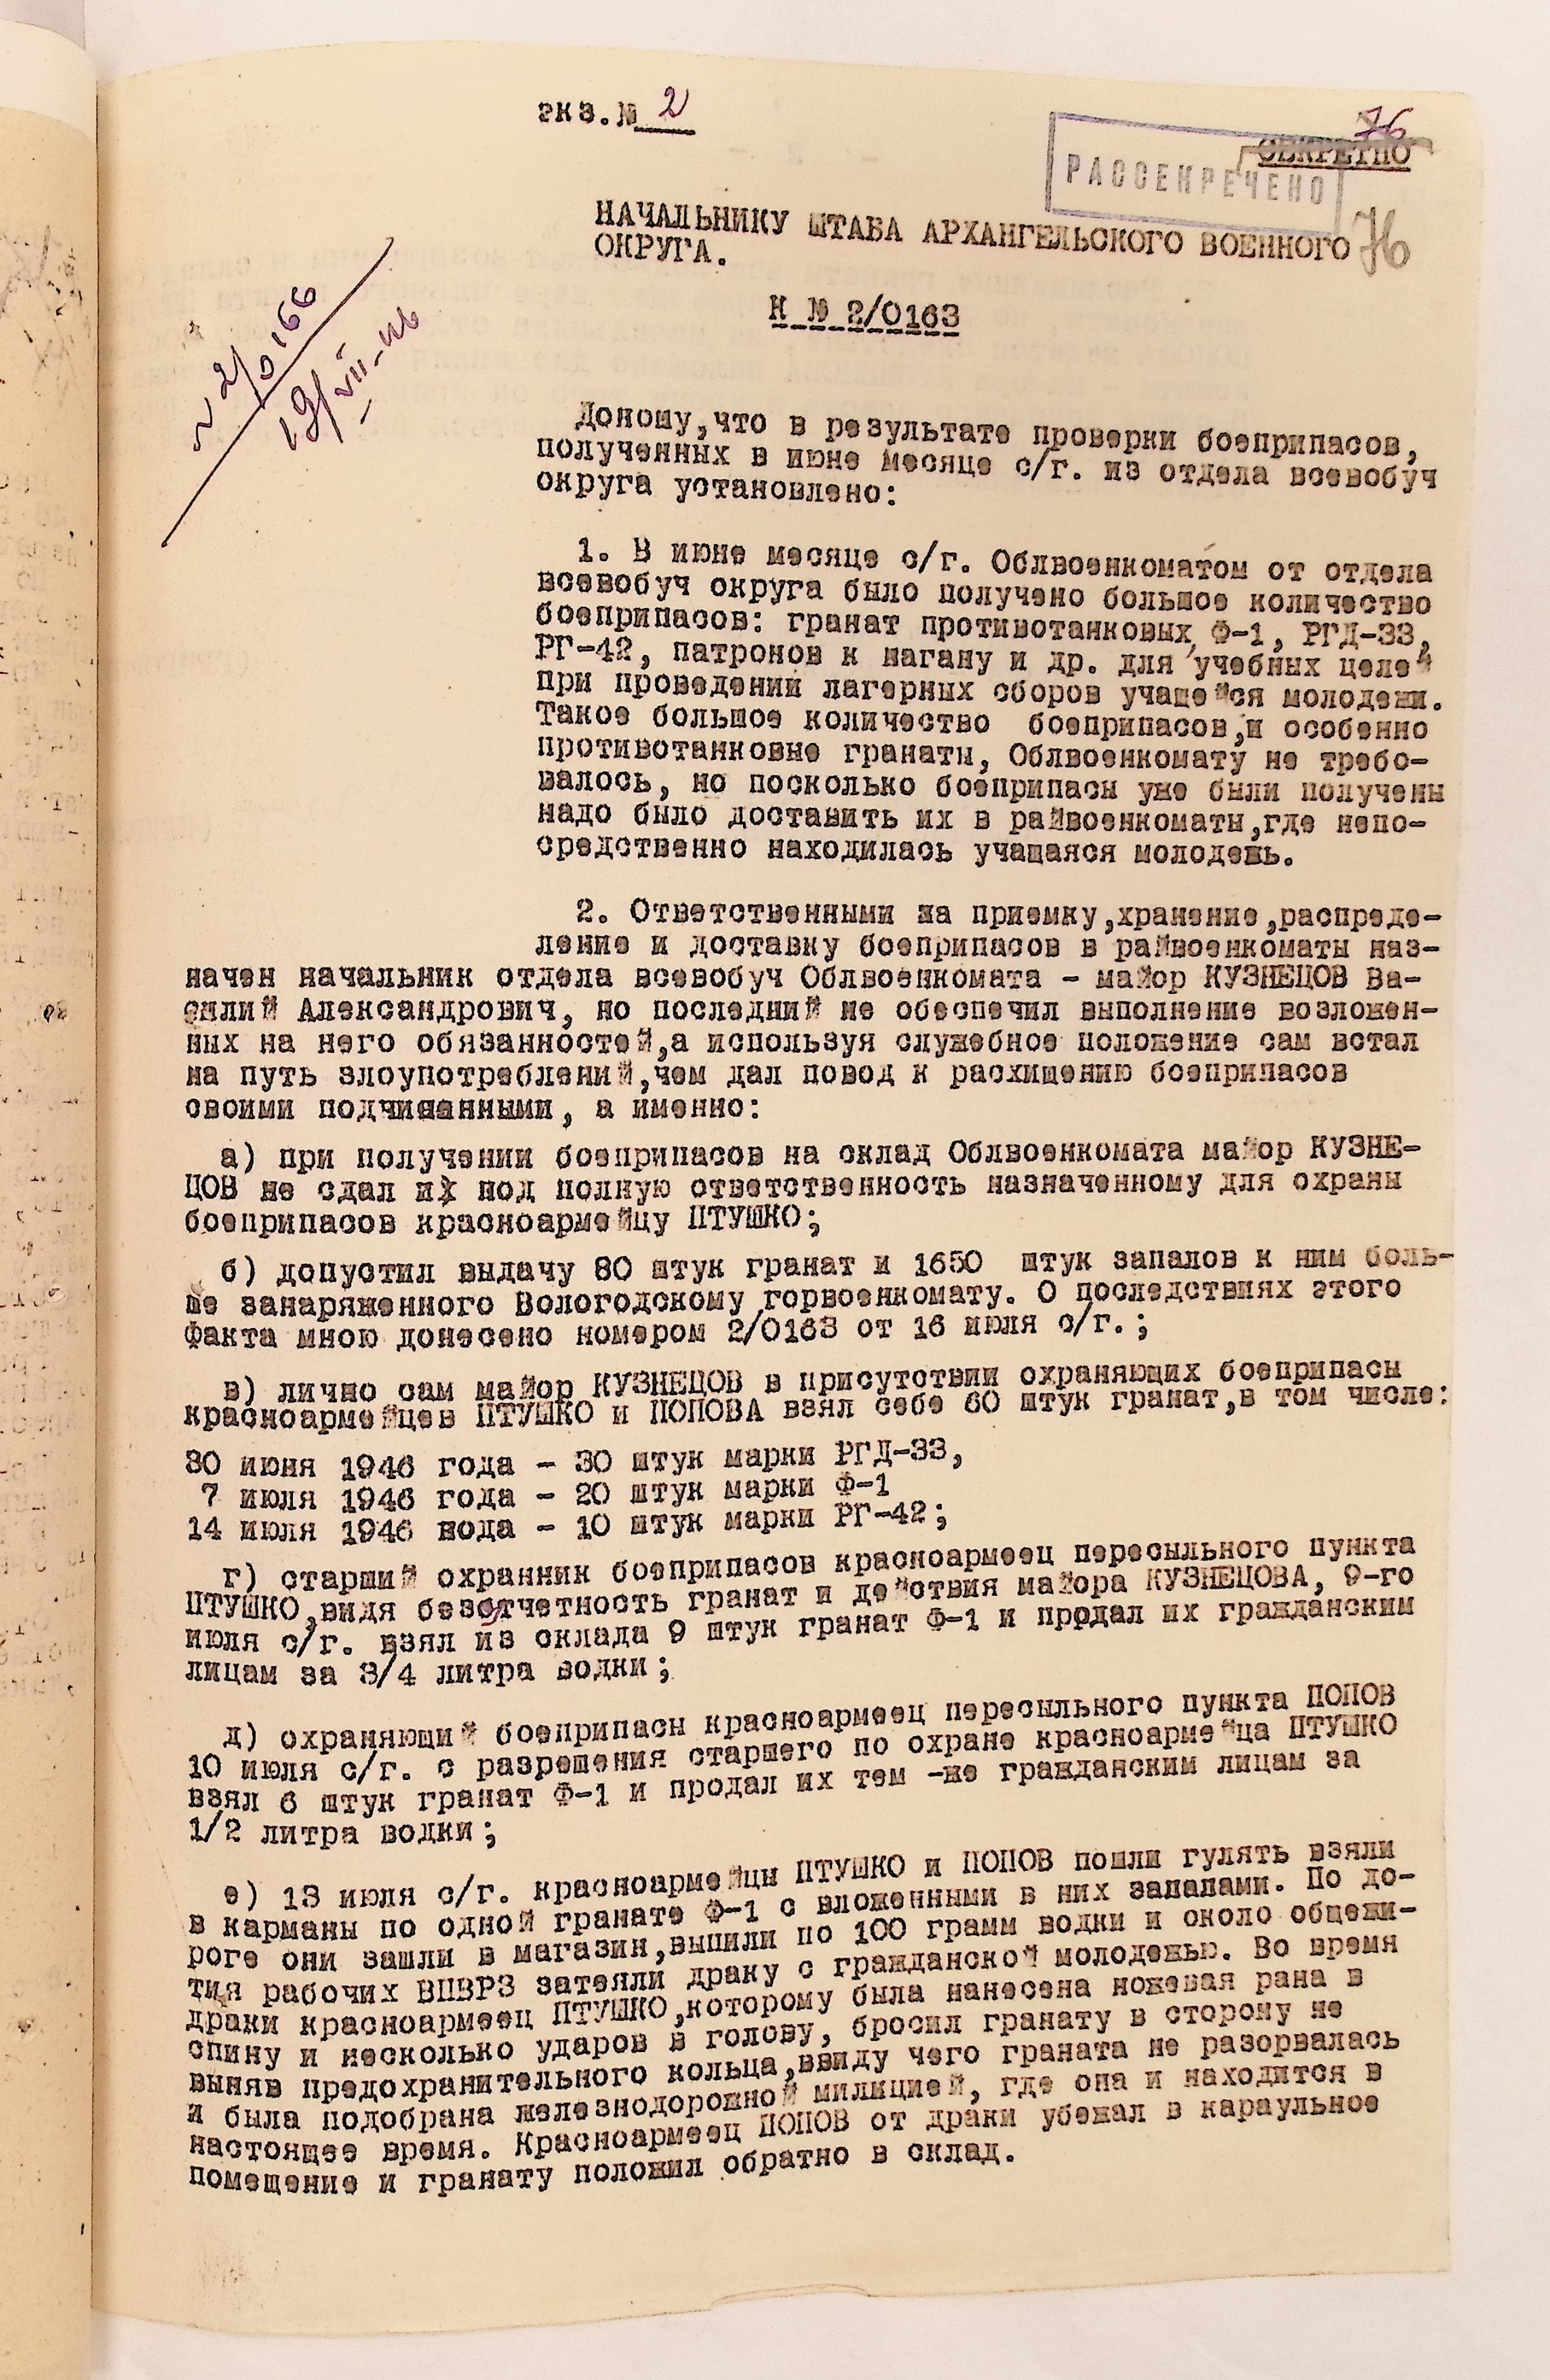 экз.№ 2
76
СЕКРЕТНО
РАССЕКРЕЧЕНО
НАЧАЛЬНИКУ ШТАБА АРХАНГЕЛЬСКОГО ВОЕННОГО
ОКРУГА.
76
К № 2/0163
№ 2/0166
19/VII-46
Доношу,что в результате проверки боеприпасов,
полученных в июне месяце с/г. из отдела всевобуч
округа установлено:
1. В июне месяце с/г. Облвоенкоматом от отдела
всевобуч округа было получено большое количество
боеприпасов: гранат противотанковых, Ф-1, РГД-33,
РГ-42, патронов к нагану и др. для учебных целей
при проведений лагерных сборов учащейся молодежи.
Такое большое количество боеприпасов,и особенно
противотанковые гранаты, Облвоенкомату не требо-
валось, но посколько боеприпасы уже были получены
надо было доставить их в райвоенкоматы,где непо-
средственно находилась учащаяся молодежь.
2. Ответственными на приемку,хранение,распреде-
ление и доставку боеприпасов в райвоенкоматы наз-
начен начальник отдела всевобуч Облвоенкомата - майор КУЗНЕЦОВ Ва-
силий Александрович, но последний не обеспечил выполнение возложен-
ных на него обязанностей,а используя служебное положение сам встал
на путь злоупотреблений,чем дал повод к расхищению боеприпасов
своими подчиненными, а именно:
а) при получении боеприпасов на склад Облвоенкомата майор КУЗНЕ-
ЦОВ не сдал их под полную ответственность назначенному для охраны
боеприпасов красноармейцу ПТУШКО;
б) допустил выдачу 80 штук гранат и 1650 штук запалов к ним боль-
ше занаряженного Вологодскому горвоенкомату. О последствиях этого
факта мною донесено номером 2/0163 от 16 июля с/г.;
в) лично сам майор КУЗНЕЦОВ в присутствии охраняющих боеприпасы
красноармейцев ПТУШКО и ПОПОВА взял себе 60 штук гранат,в том числе:
30 июня 1946 года - 30 штук марки РГД-33,
7 июля 1946 года - 20 штук марки Ф-1
14 июля 1946 нода - 10 штук марки РГ-42;
г) старший охранник боеприпасов красноармеец пересыльного пункта
ПТУШКО,видя безотчетность гранат и действия майора КУЗНЕЦОВА, 9-го
июля с/г. взял из склада 9 штук гранат Ф-1 и продал их гражданским
лицам за 3/4 литра водки;
д) охраняющий боеприпасы красноармеец пересыльного пункта ПОПОВ
10 июля с/г. с разрешения старшего по охране красноармейца ПТУШКО
взял 6 штук гранат Ф-1 и продал их тем -же гражданским лицам за
1/2 литра водки;
е) 13 июля с/г. красноармейцы ПТУШКО и ПОПОВ пошли гулять взяли
в карманы по одной гранате Ф-1 с вложенными в них запалами. По до-
роге они зашли в магазин,выпили по 100 грамм водки и около общежи-
тия рабочих ВПВРЗ затеяли драку с гражданской молодежью. Во время
драки красноармеец ПТУШКО,которому была нанесена ножевая рана в
спину и несколько ударов в голову, бросил гранату в сторону не
выняв предохранительного кольца,ввиду чего граната не разорвалась
и была подобрана железнодорожной милицией, где она и находится в
настоящее время. Красноармеец ПОПОВ от драки убежал в караульное
помещение и гранату положил обратно в склад.